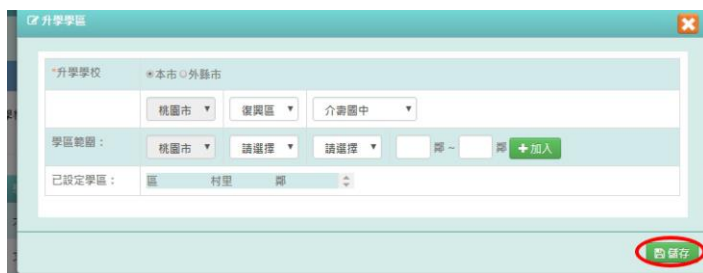 升學學區
*升學學校 本市 外縣市
桃園市 復興區 介壽國中
學區範圍： 桃園市 請選擇 請選擇 鄰~ 鄰 +加入
已設定學區： 區 村里 鄰
儲存